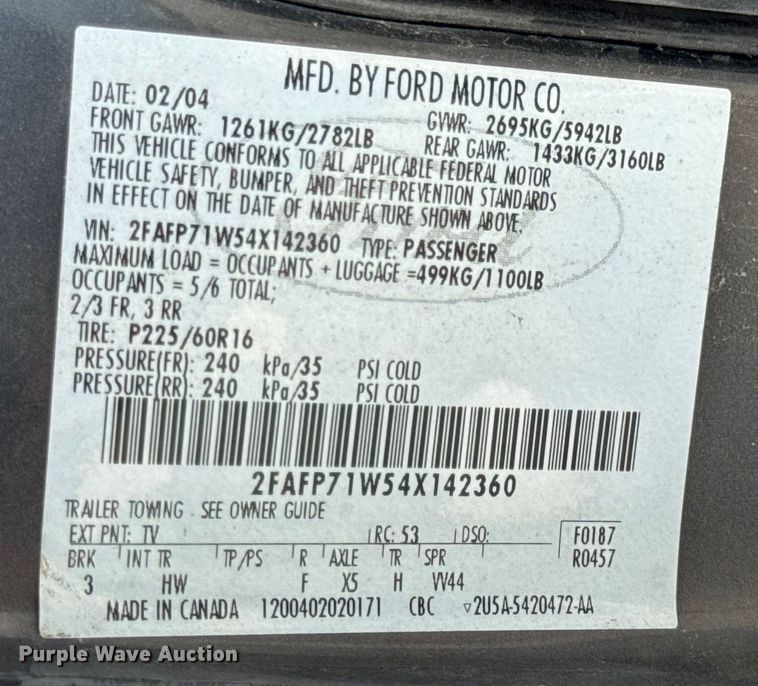 MFD. BY FORD MOTOR CO.
DATE: 02/04 GVWR: 2695KG/5942LB
FRONT GAWR: 1261KG/2782LB REAR GAWR: 1433KG/3160LB
THIS VEHICLE CONFORMS TO ALL APPLICABLE FEDERAL MOTOR
VEHICLE SAFETY, BUMPER, AND THEFT PREVENTION STANDARDS
IN EFFECT ON THE DATE OF MANUFACTURE SHOWN ABOVE,
VIN: 2FAFP71W54X142360 TYPE: PASSENGER
MAXIMUM LOAD = OCCUPANTS + LUGGAGE =499KG/1100LB
OCCUPANTS = 5/6 TOTAL;
2/3 FR, 3 RR
TIRE: P225/60R16
PRESSURE(FR): 240 kPa/35 PSI COLD
PRESSURE(RR): 240 kPa/35 PSI COLD
2FAFP71W54X142360
TRAILER TOWING - SEE OWNER GUIDE
EXT PNT: TV RC: 53 DSO: F0187
BRK INT TR TP/PS R AXLE TR SPR R0457
3 HW F X5 H VV44
MADE IN CANADA 1200402020171 CBC ▽2U5A-5420472-AA
Purple Wave Auction